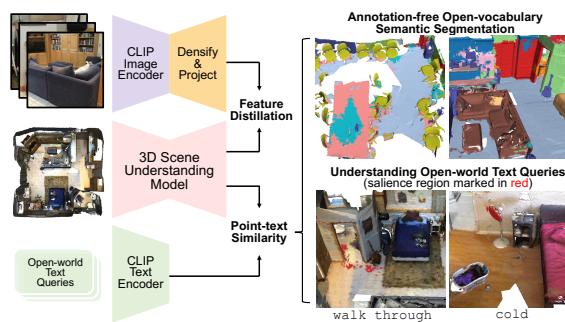 CLIP
Image
Encoder
Densify
&
Project
Feature
Distillation
3D Scene
Understanding
Model
Point-text
Similarity
Open-world
Text
Queries
CLIP
Text
Encoder
Annotation-free Open-vocabulary
Semantic Segmentation
Understanding Open-world Text Queries
(salience region marked in red)
walk through
cold